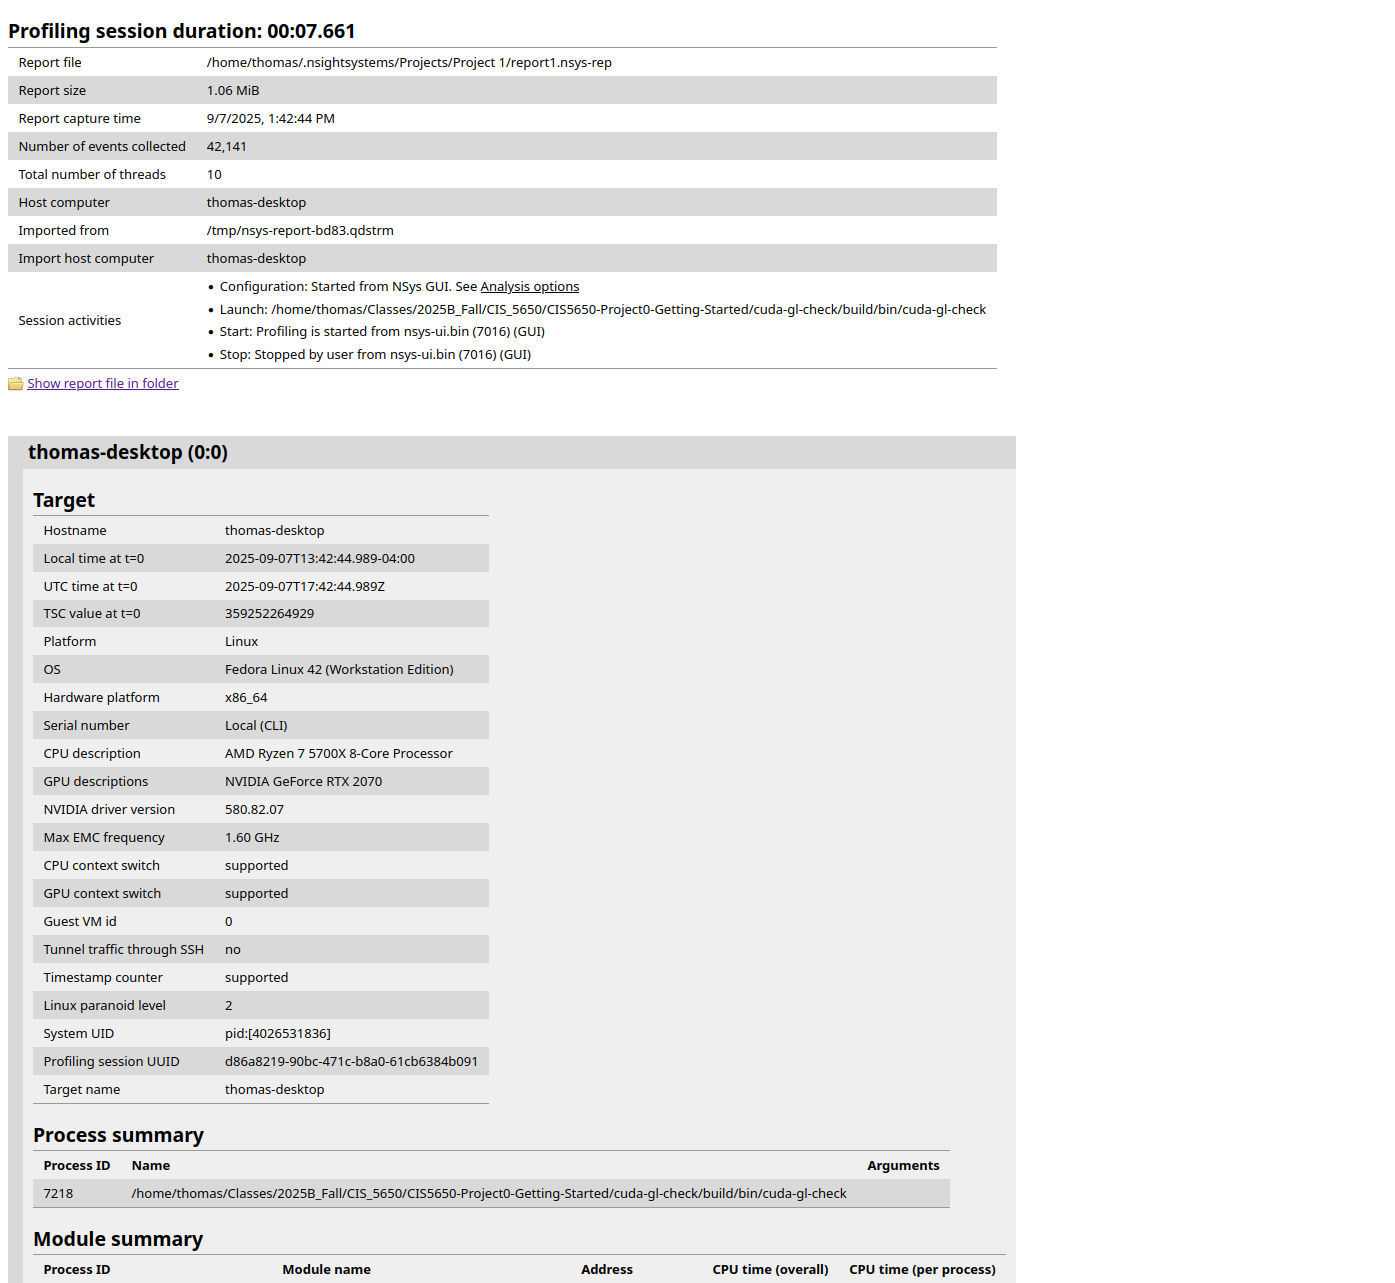 Profiling session duration: 00:07.661
Report file /home/thomas/.nsightsystems/Projects/Project 1/report1.nsys-rep
Report size 1.06 MiB
Report capture time 9/7/2025, 1:42:44 PM
Number of events collected 42,141
Total number of threads 10
Host computer thomas-desktop
Imported from /tmp/nsys-report-bd83.qdstrm
Import host computer thomas-desktop
Session activities
• Configuration: Started from NSys GUI. See Analysis options
• Launch: /home/thomas/Classes/2025B_Fall/CIS_5650/CIS5650-Project0-Getting-Started/cuda-gl-check/build/bin/cuda-gl-check
• Start: Profiling is started from nsys-ui.bin (7016) (GUI)
• Stop: Stopped by user from nsys-ui.bin (7016) (GUI)
Show report file in folder
thomas-desktop (0:0)
Target
Hostname thomas-desktop
Local time at t=0 2025-09-07T13:42:44.989-04:00
UTC time at t=0 2025-09-07T17:42:44.989Z
TSC value at t=0 359252264929
Platform Linux
OS Fedora Linux 42 (Workstation Edition)
Hardware platform x86_64
Serial number Local (CLI)
CPU description AMD Ryzen 7 5700X 8-Core Processor
GPU descriptions NVIDIA GeForce RTX 2070
NVIDIA driver version 580.82.07
Max EMC frequency 1.60 GHz
CPU context switch supported
GPU context switch supported
Guest VM id 0
Tunnel traffic through SSH no
Timestamp counter supported
Linux paranoid level 2
System UID pid:[4026531836]
Profiling session UUID d86a8219-90bc-471c-b8a0-61cb6384b091
Target name thomas-desktop
Process summary
Process ID Name Arguments
7218 /home/thomas/Classes/2025B_Fall/CIS_5650/CIS5650-Project0-Getting-Started/cuda-gl-check/build/bin/cuda-gl-check
Module summary
Process ID Module name Address CPU time (overall) CPU time (per process)